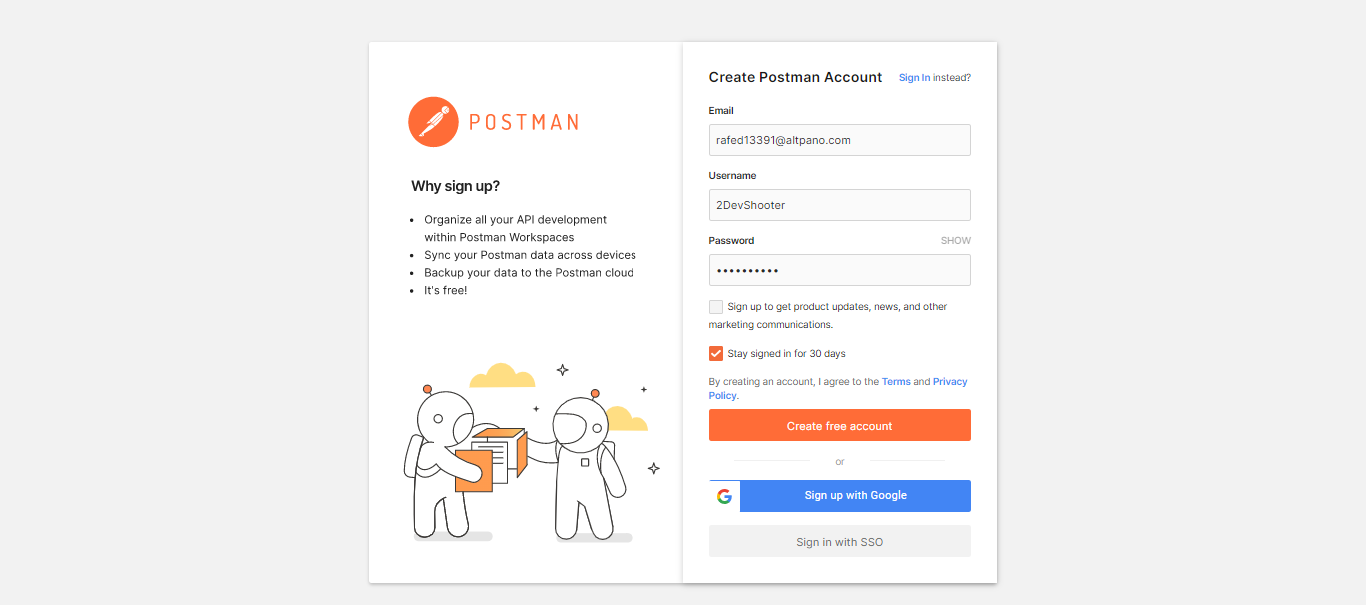 POSTMAN
Why sign up?
Organize all your API development
within Postman Workspaces
Sync your Postman data across devices
Backup your data to the Postman cloud
It's free!
Create Postman Account
Sign In instead?
Email
rafed13391@altpano.com
Username
2DevShooter
Password
SHOW
••••••••••
Sign up to get product updates, news, and other
marketing communications.
Stay signed in for 30 days
By creating an account, I agree to the Terms and Privacy
Policy.
Create free account
or
Sign up with Google
Sign in with SSO